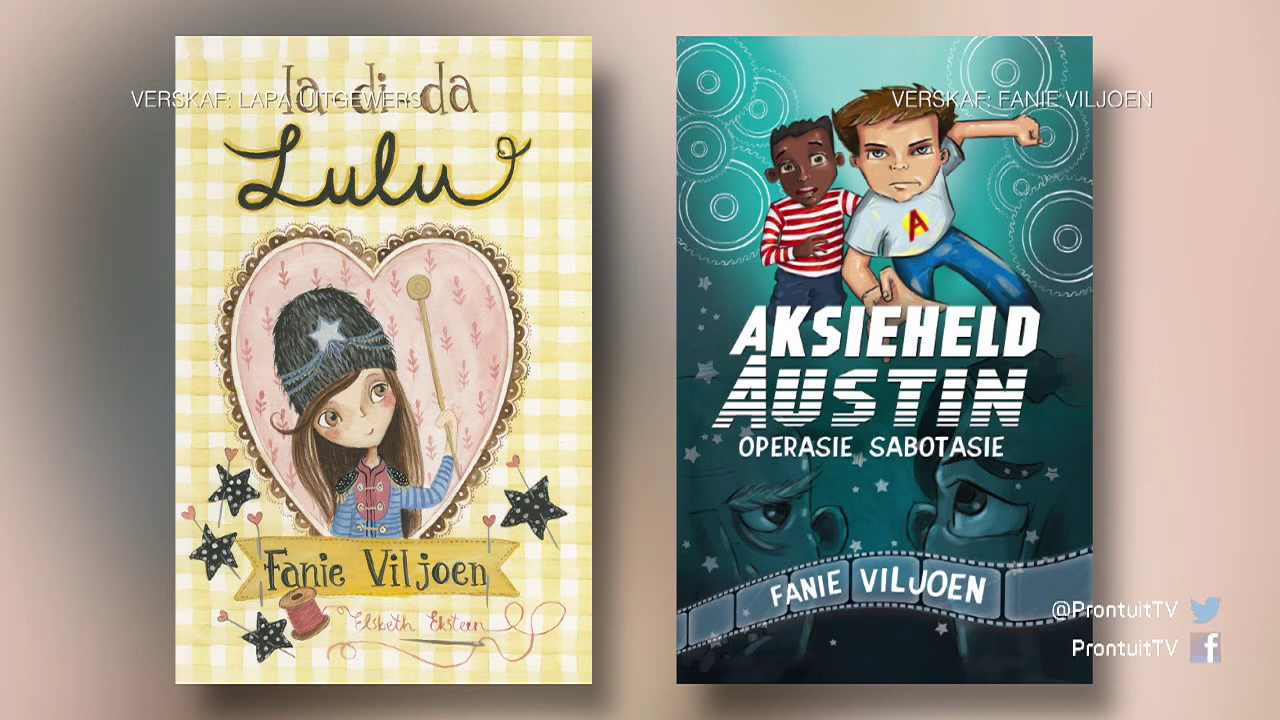 VERSKAF: LAPA UITGEWERS
la di da
Lulu
Fanie Viljoen
Elsbeth Eksteen
VERSKAF: FANIE VILJOEN
A
AKSIEHELD
AUSTIN
OPERASIE SABOTASIE
FANIE VILJOEN
@ProntuitTV
ProntuitTV
f